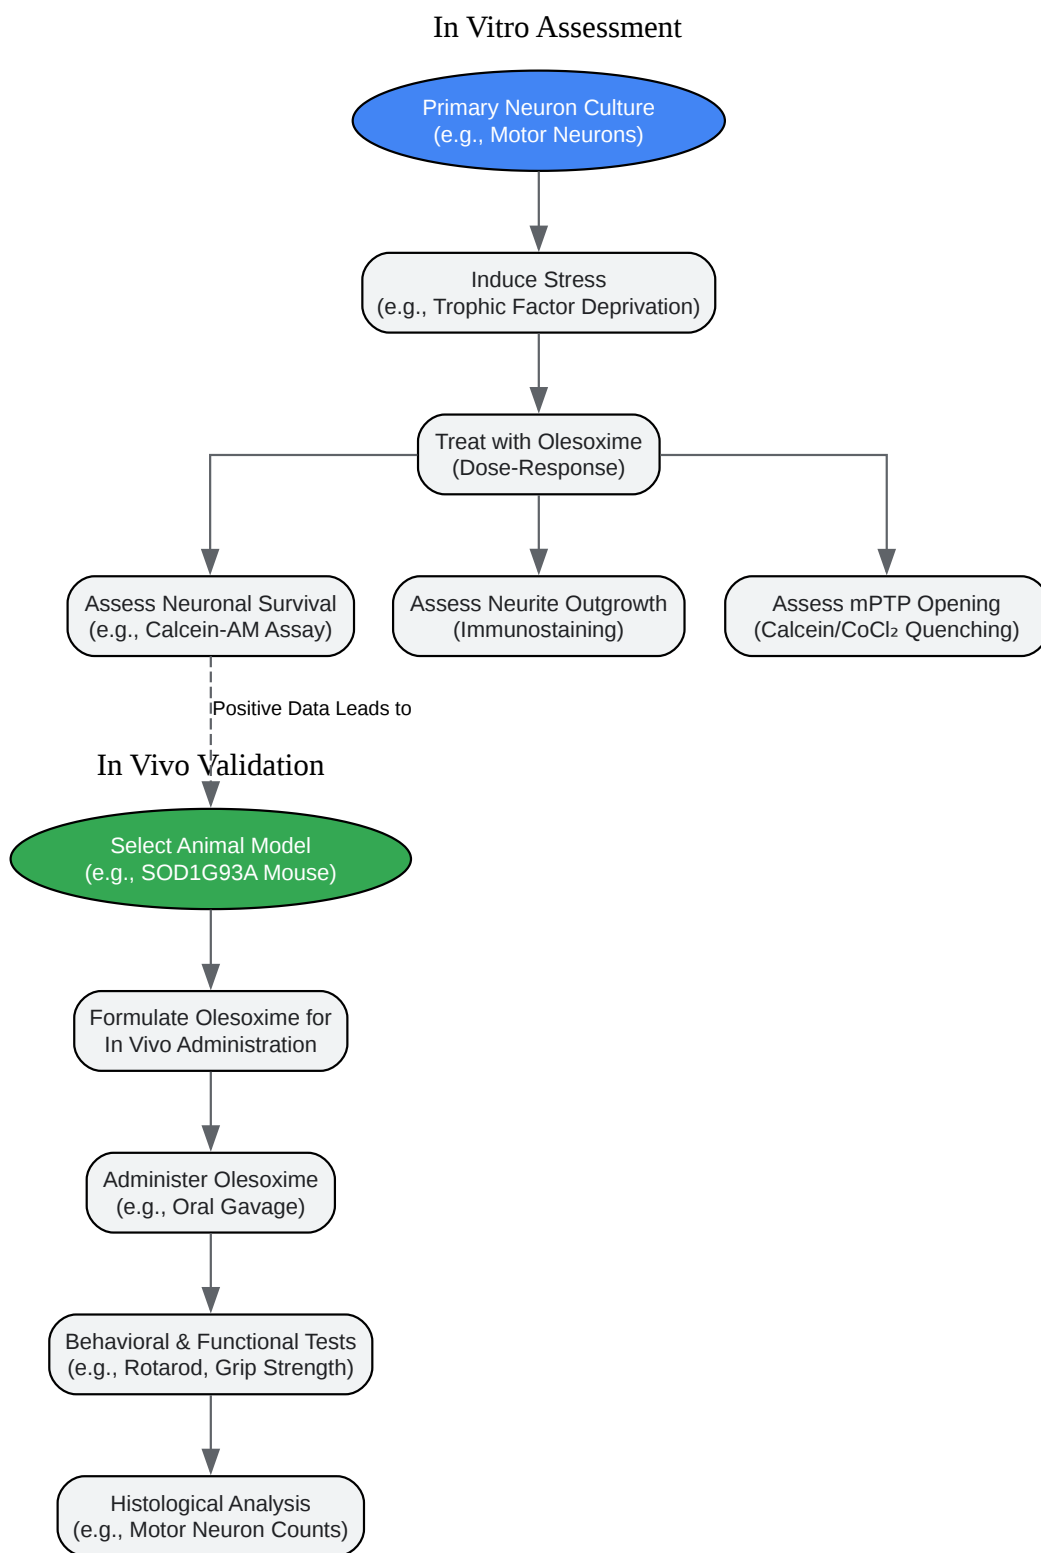 In Vitro Assessment
Primary Neuron Culture
(e.g., Motor Neurons)
Induce Stress
(e.g., Trophic Factor Deprivation)
Treat with Olesoxime
(Dose-Response)
Assess Neuronal Survival
(e.g., Calcein-AM Assay)
Assess Neurite Outgrowth
(Immunostaining)
Assess mPTP Opening
(Calcein/CoCl₂ Quenching)
Positive Data Leads to
In Vivo Validation
Select Animal Model
(e.g., SOD1G93A Mouse)
Formulate Olesoxime for
In Vivo Administration
Administer Olesoxime
(e.g., Oral Gavage)
Behavioral & Functional Tests
(e.g., Rotarod, Grip Strength)
Histological Analysis
(e.g., Motor Neuron Counts)